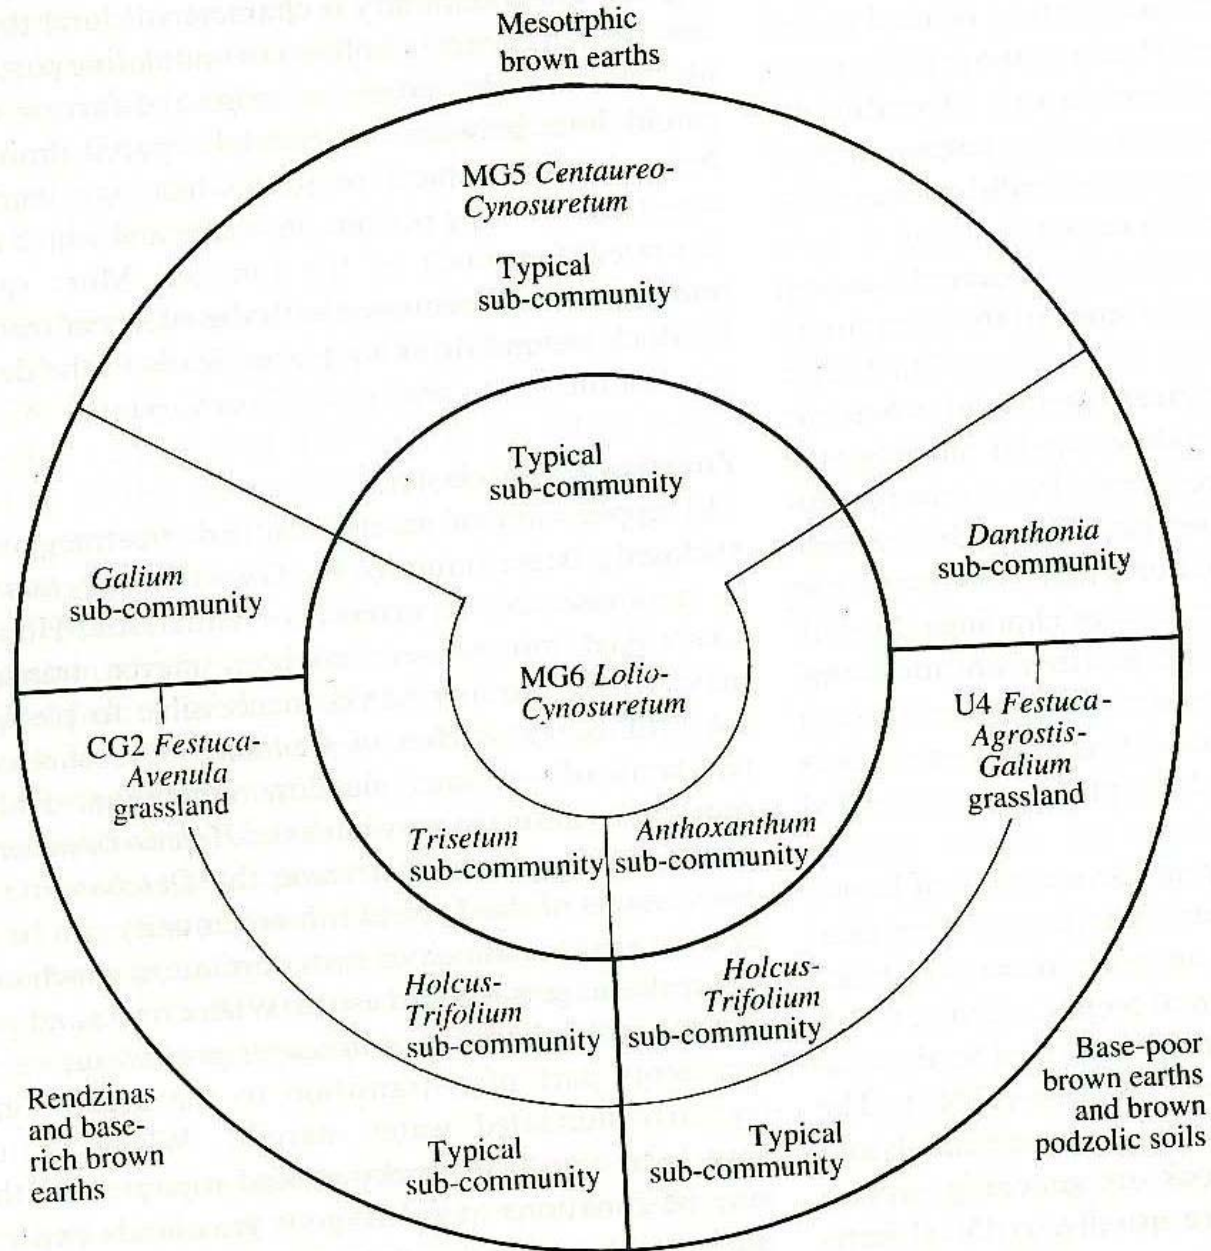 Mesotrphic
brown earths
MG5 Centaureo-
Cynosuretum
Typical
sub-community
Typical
sub-community
Danthonia
sub-community
Galium
sub-community
MG6 Lolio-
Cynosuretum
U4 Festuca-
Agrostis-
Galium
grassland
CG2 Festuca-
Avenula
grassland
Trisetum
sub-community
Anthoxanthum
sub-community
Holcus-
Trifolium
sub-community
Holcus-
Trifolium
sub-community
Base-poor
brown earths
and brown
podzolic soils
Rendzinas
and base-
rich brown
earths
Typical
sub-community
Typical
sub-community